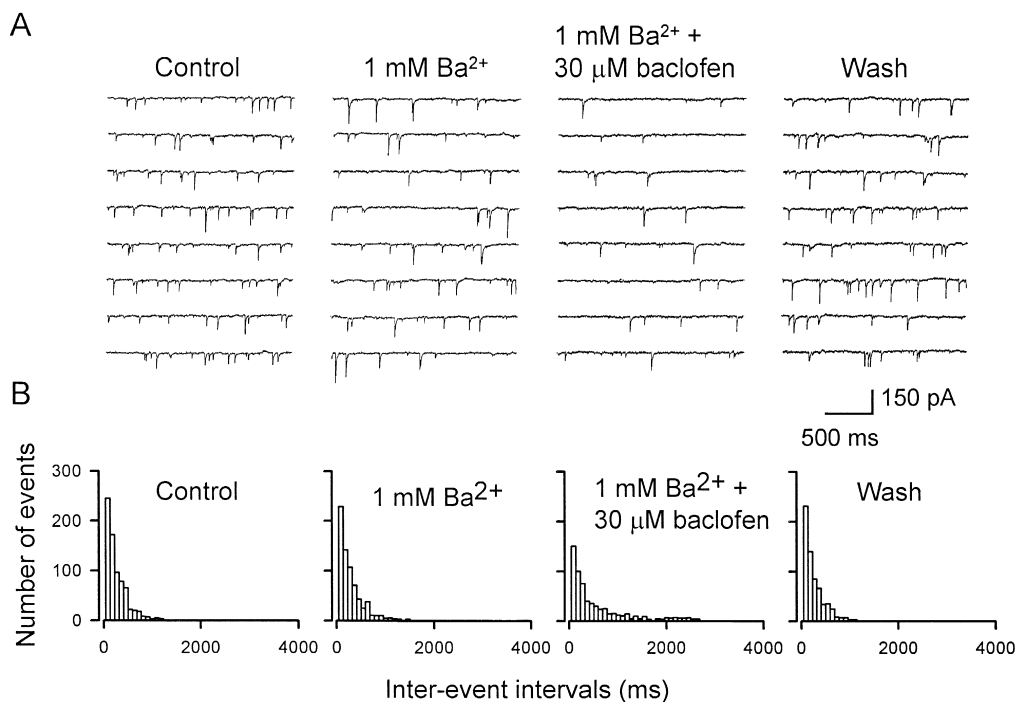 A
Control
1 mM Ba²⁺
1 mM Ba²⁺ +
30 μM baclofen
Wash
150 pA
500 ms
B
Number of events
300
200
100
0
Control
1 mM Ba²⁺
1 mM Ba²⁺ +
30 μM baclofen
Wash
0 2000 4000
0 2000 4000
0 2000 4000
0 2000 4000
Inter-event intervals (ms)